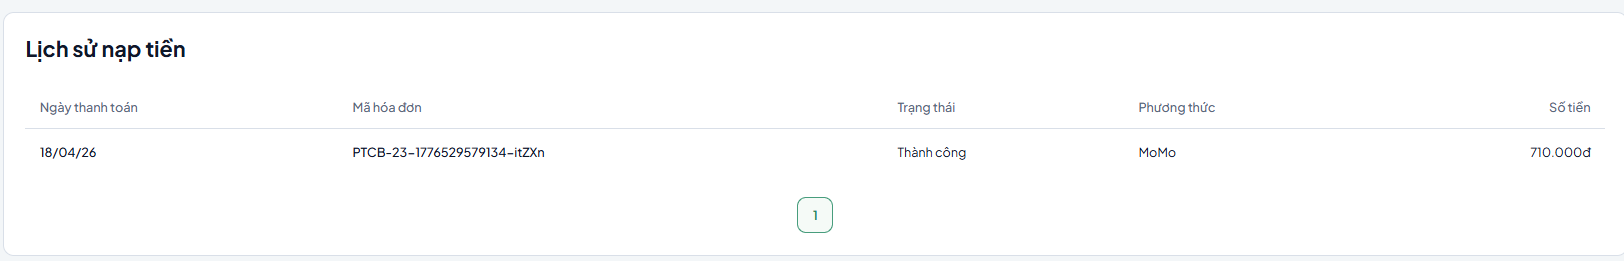 Lịch sử nạp tiền
Ngày thanh toán Mã hóa đơn Trạng thái Phương thức Số tiền
18/04/26 PTCB-23-1776529579134-itZXn Thành công MoMo 710.000đ
1